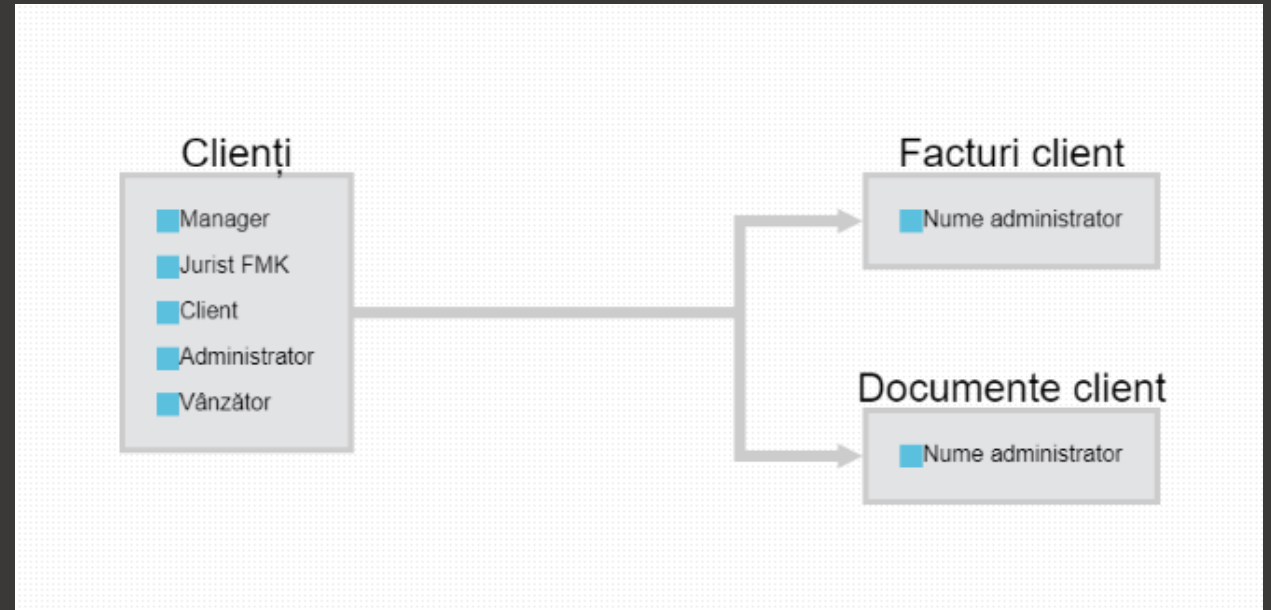 Clienți
Manager
Jurist FMK
Client
Administrator
Vânzător
Facturi client
Nume administrator
Documente client
Nume administrator